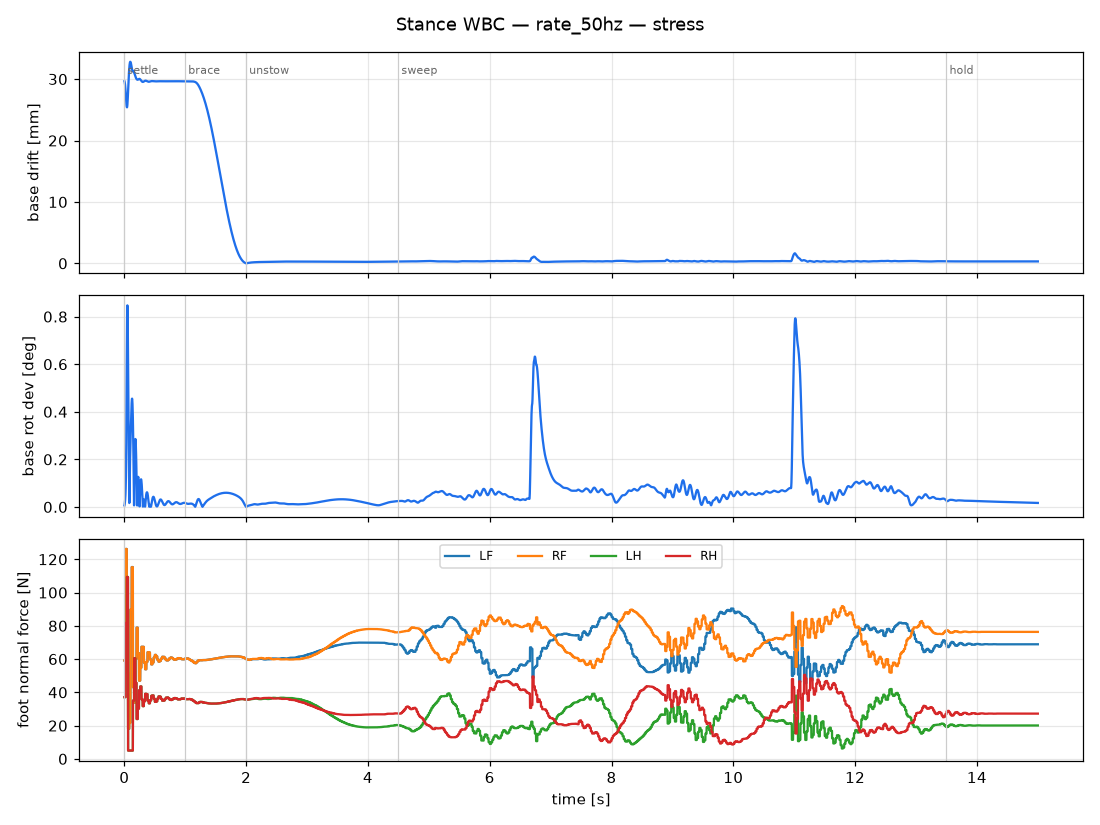 Stance WBC — rate_50hz — stress
settle brace unstow sweep hold
base drift [mm]
30
20
10
0
base rot dev [deg]
0.8
0.6
0.4
0.2
0.0
LF RF LH RH
foot normal force [N]
120
100
80
60
40
20
0
0 2 4 6 8 10 12 14
time [s]